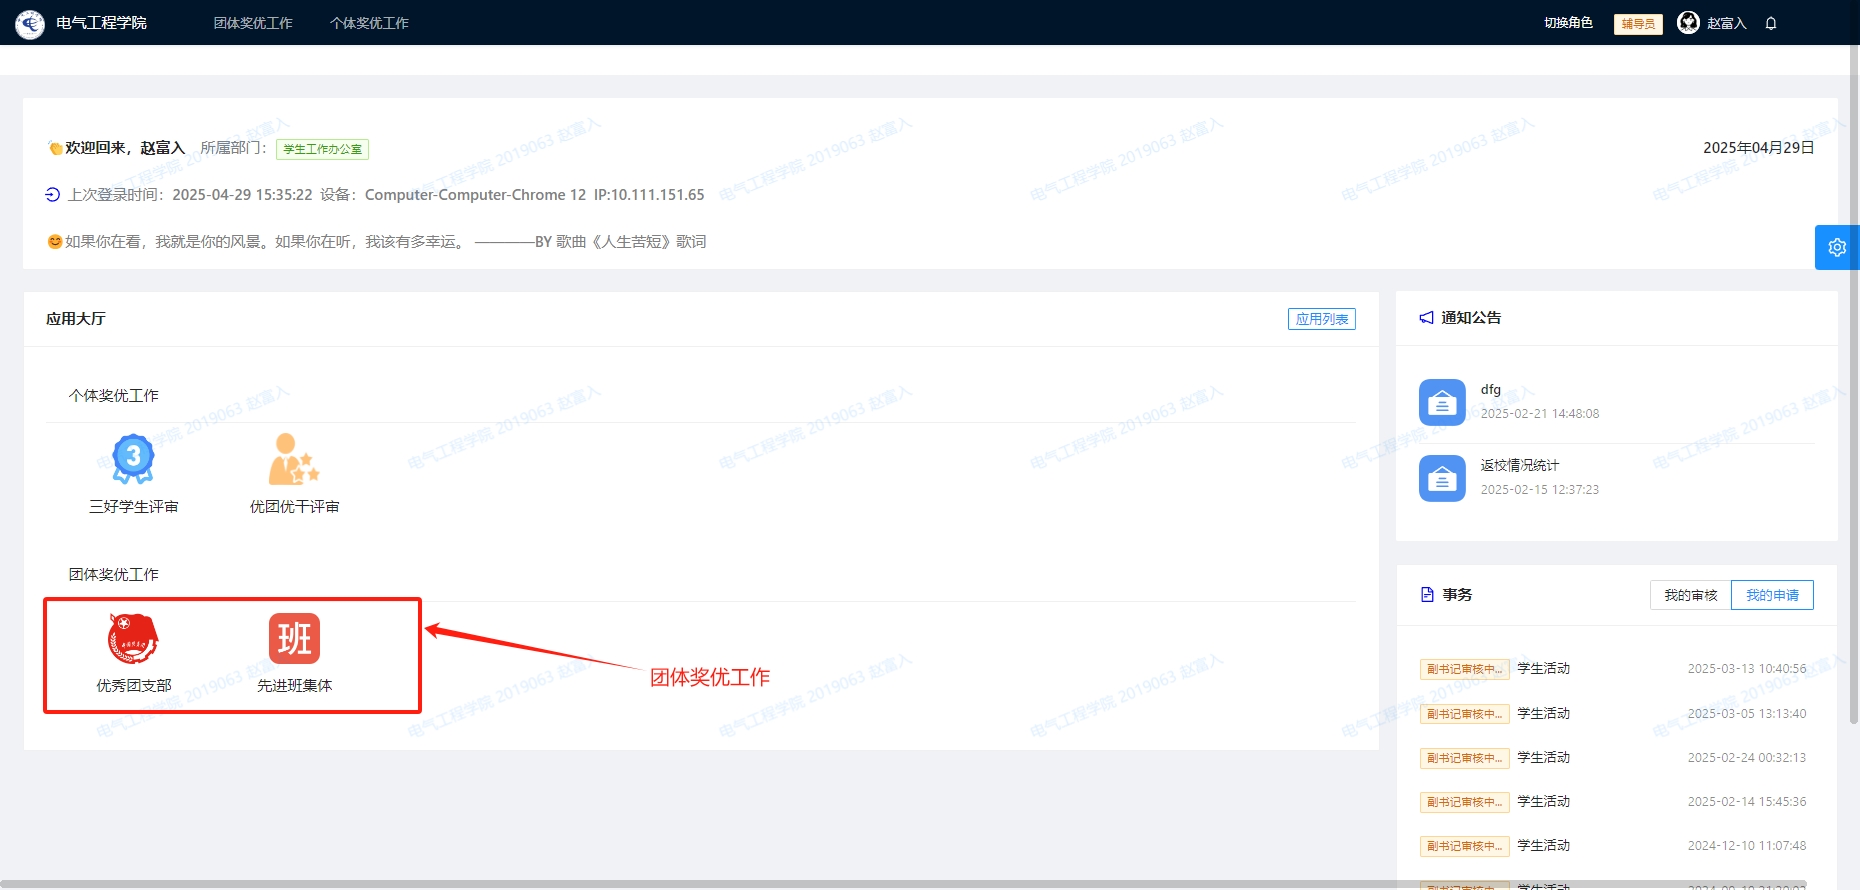 电气工程学院 团体奖优工作 个体奖优工作 切换角色 辅导员 赵富入
欢迎回来，赵富入 所属部门： 学生工作办公室 2025年04月29日
上次登录时间：2025-04-29 15:35:22 设备：Computer-Computer-Chrome 12 IP:10.111.151.65
如果你在看，我就是你的风景。如果你在听，我该有多幸运。 ————BY 歌曲《人生苦短》歌词
应用大厅 应用列表
个体奖优工作
3
三好学生评审 优团优干评审
团体奖优工作
班
优秀团支部 先进班集体
团体奖优工作
通知公告
dfg
2025-02-21 14:48:08
返校情况统计
2025-02-15 12:37:23
事务 我的审核 我的申请
副书记审核中... 学生活动 2025-03-13 10:40:56
副书记审核中... 学生活动 2025-03-05 13:13:40
副书记审核中... 学生活动 2025-02-24 00:32:13
副书记审核中... 学生活动 2025-02-14 15:45:36
副书记审核中... 学生活动 2024-12-10 11:07:48
电气工程学院 2019063 赵富入